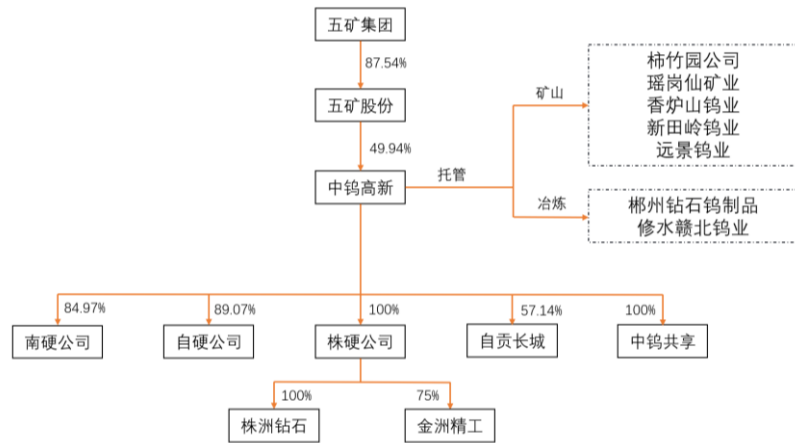 五矿集团
87.54%
五矿股份
49.94%
中钨高新
托管
矿山
柿竹园公司
瑶岗仙矿业
香炉山钨业
新田岭钨业
远景钨业
冶炼
郴州钻石钨制品
修水赣北钨业
84.97%
89.07%
100%
57.14%
100%
南硬公司
自硬公司
株硬公司
自贡长城
中钨共享
100%
75%
株洲钻石
金洲精工